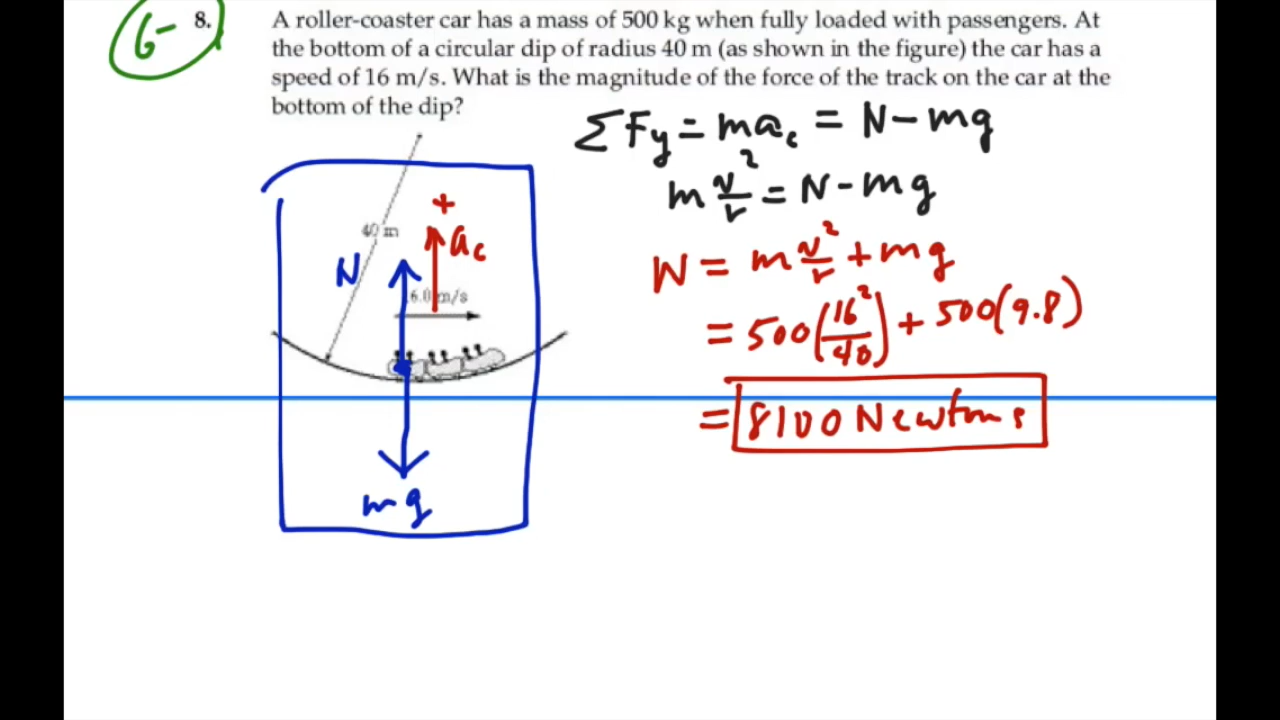 6- 8. A roller-coaster car has a mass of 500 kg when fully loaded with passengers. At
the bottom of a circular dip of radius 40 m (as shown in the figure) the car has a
speed of 16 m/s. What is the magnitude of the force of the track on the car at the
bottom of the dip?
ΣFy = mac = N - mg
m v²/r = N - mg
N = m v²/r + mg
= 500(16²/40) + 500(9.8)
= 8100 Newtons
+
40 m
ac
N
6.0 m/s
mg